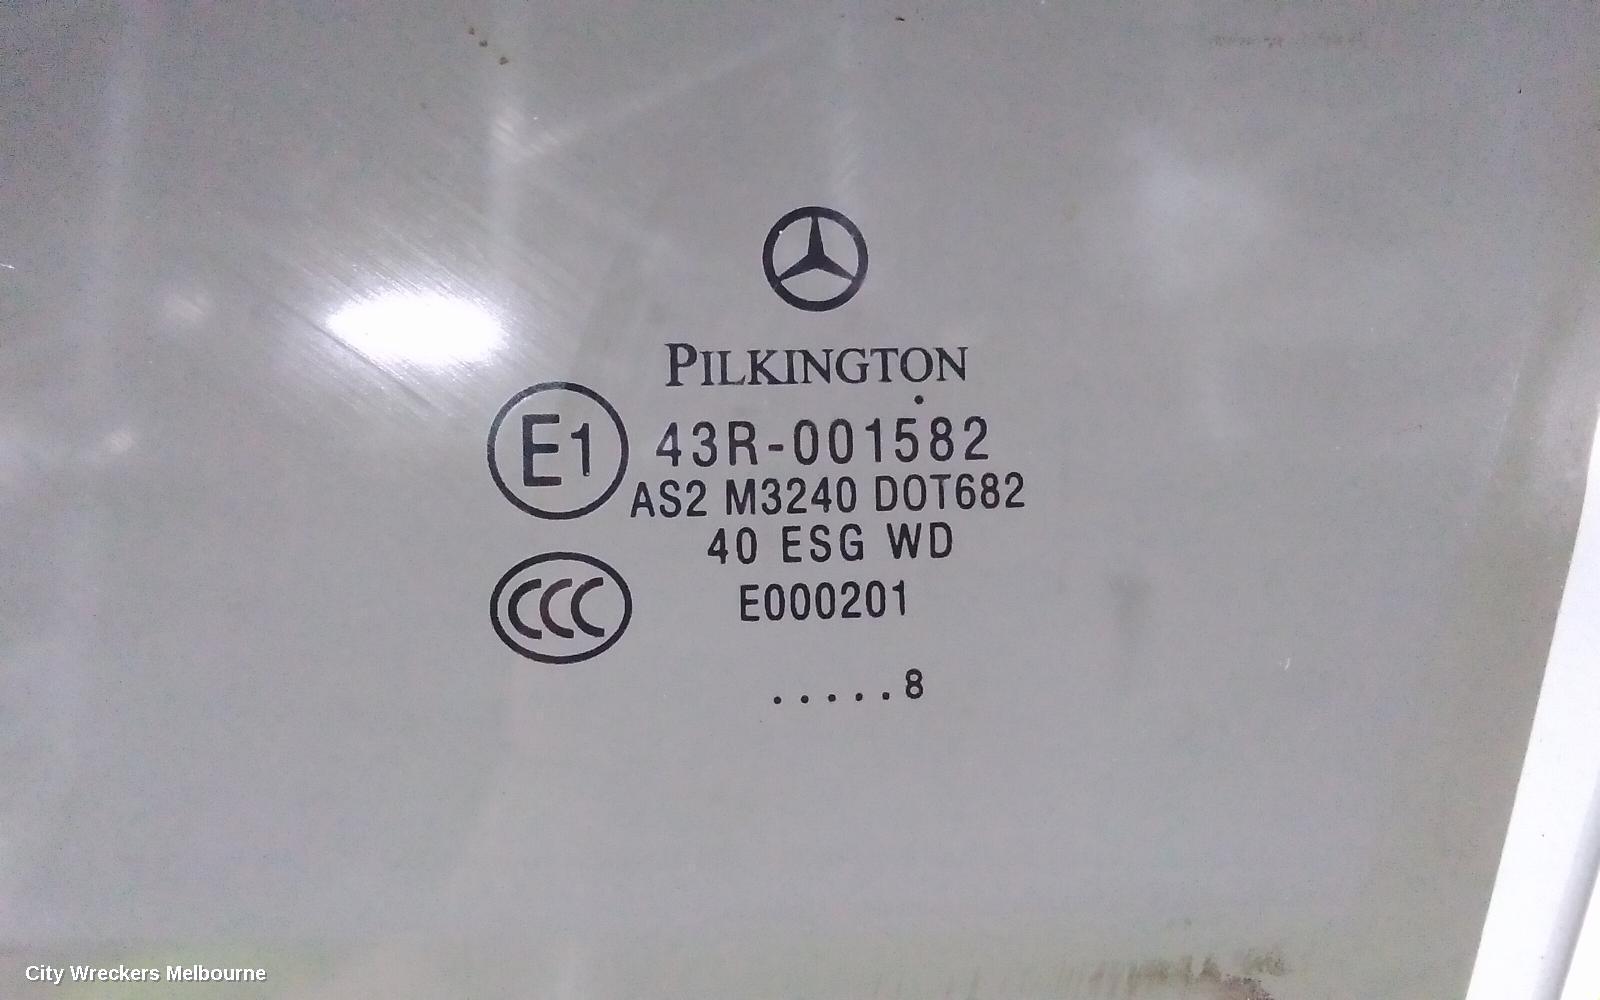 PILKINGTON
E1 43R-001582
AS2 M3240 DOT682
40 ESG WD
CCC E000201
.....8
City Wreckers Melbourne